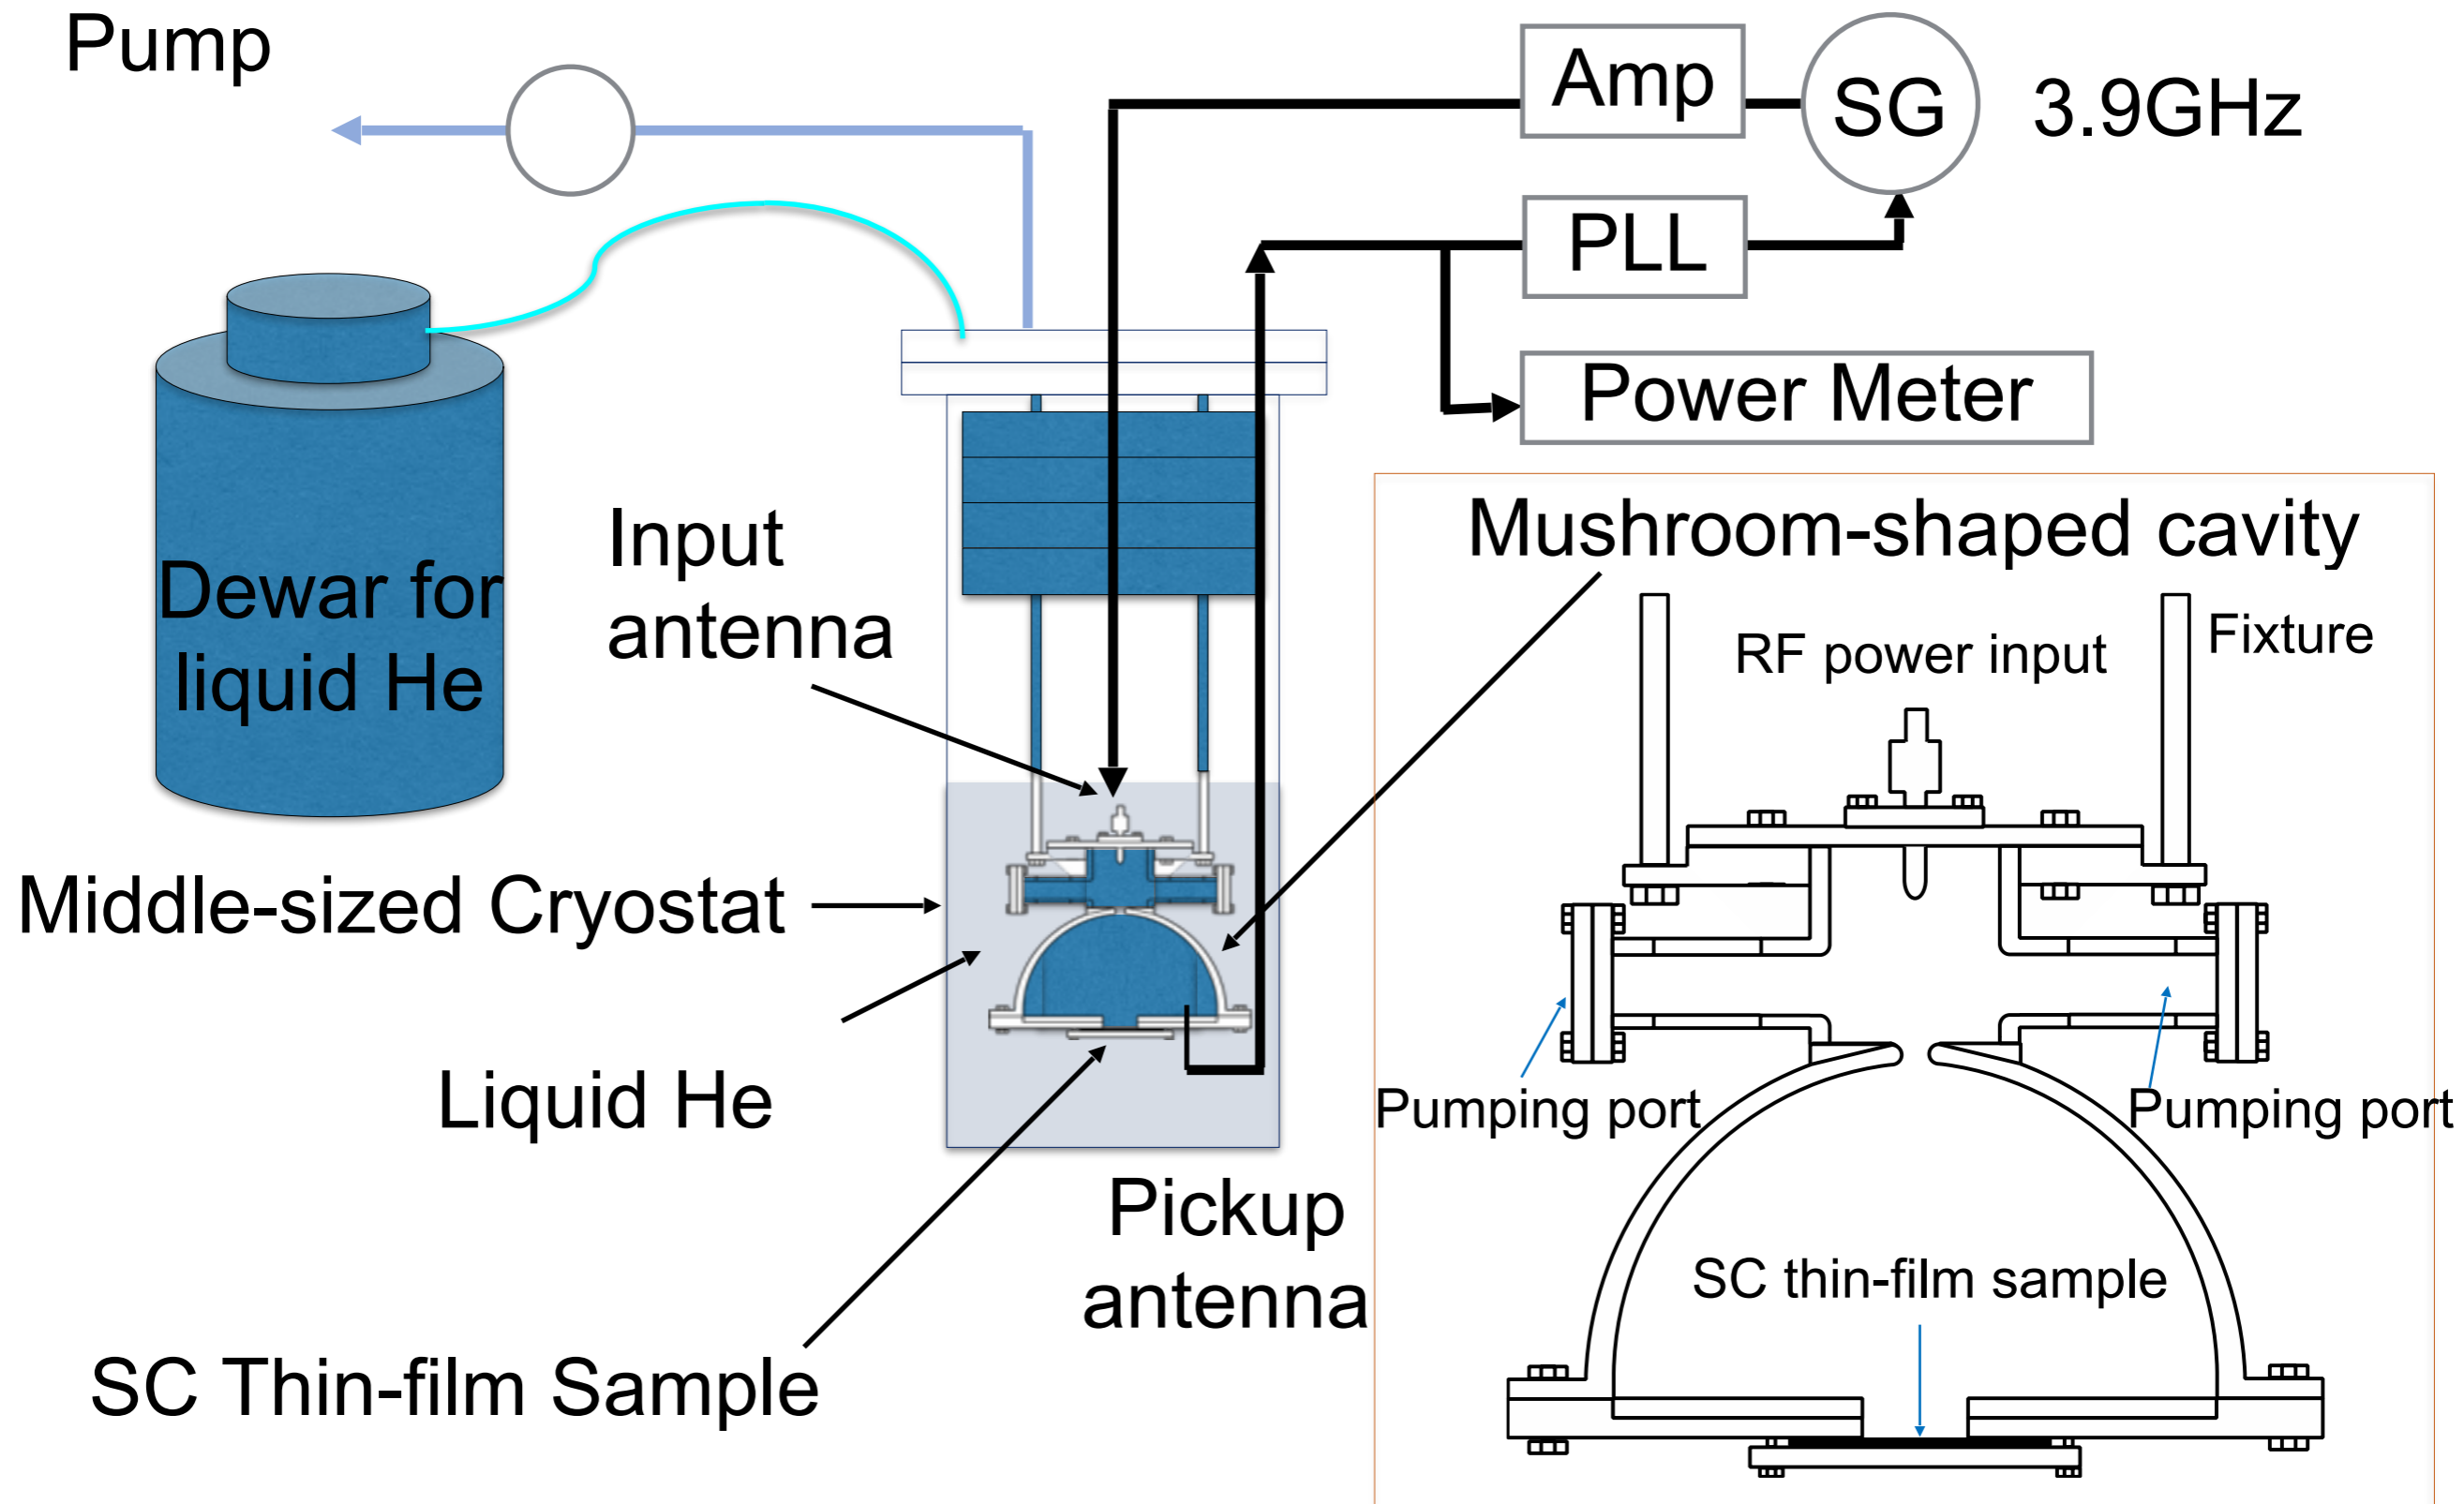 Pump
Amp
SG
3.9GHz
PLL
Power Meter
Dewar for
liquid He
Input
antenna
Mushroom-shaped cavity
RF power input
Fixture
Middle-sized Cryostat
Liquid He
Pumping port
Pumping port
Pickup
antenna
SC thin-film sample
SC Thin-film Sample